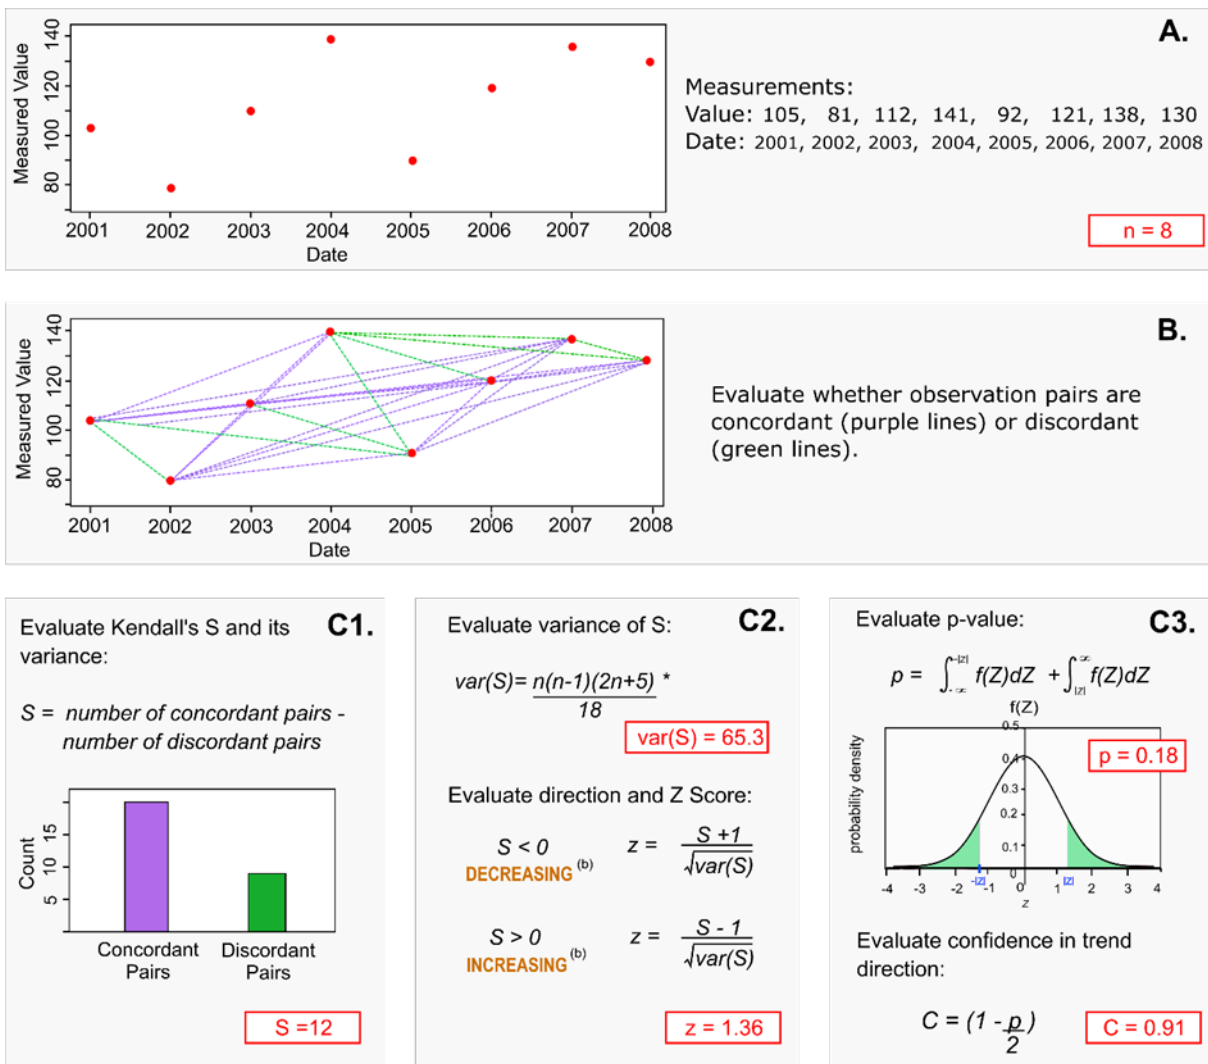 A.
Measured Value
140
120
100
80
2001 2002 2003 2004 2005 2006 2007 2008
Date
Measurements:
Value: 105, 81, 112, 141, 92, 121, 138, 130
Date: 2001, 2002, 2003, 2004, 2005, 2006, 2007, 2008
n = 8
B.
Measured Value
140
120
100
80
2001 2002 2003 2004 2005 2006 2007 2008
Date
Evaluate whether observation pairs are
concordant (purple lines) or discordant
(green lines).
C1.
Evaluate Kendall's S and its
variance:
S = number of concordant pairs -
number of discordant pairs
Count
15
10
5
Concordant Discordant
Pairs Pairs
S =12
C2.
Evaluate variance of S:
var(S)= n(n-1)(2n+5) *
18
var(S) = 65.3
Evaluate direction and Z Score:
S < 0 z = S +1
DECREASING (b) √var(S)
S > 0 z = S - 1
INCREASING (b) √var(S)
z = 1.36
C3.
Evaluate p-value:
p = ∫-∞ -|z| f(Z)dZ + ∫|z| ∞ f(Z)dZ
f(Z)
probability density
0.5
0.4
0.3
0.2
0.1
0
p = 0.18
-4 -3 -2 -|Z| -1 0 1 |Z| 2 3 4
z
Evaluate confidence in trend
direction:
C = (1 - p)
2
C = 0.91